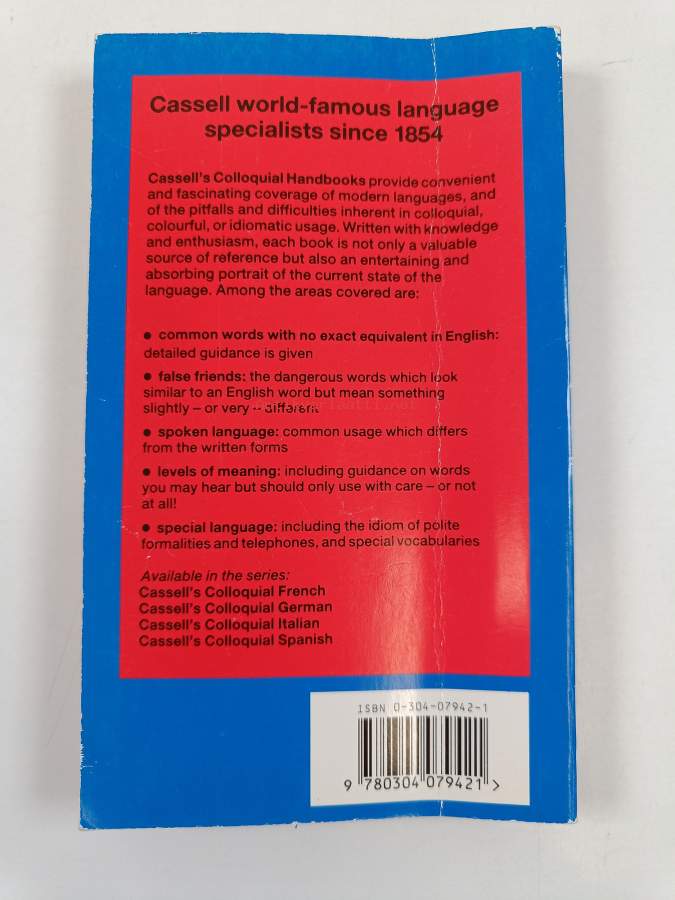 Cassell world-famous language
specialists since 1854
Cassell's Colloquial Handbooks provide convenient
and fascinating coverage of modern languages, and
of the pitfalls and difficulties inherent in colloquial,
colourful, or idiomatic usage. Written with knowledge
and enthusiasm, each book is not only a valuable
source of reference but also an entertaining and
absorbing portrait of the current state of the
language. Among the areas covered are:
● common words with no exact equivalent in English:
detailed guidance is given
● false friends: the dangerous words which look
similar to an English word but mean something
slightly – or very – different
● spoken language: common usage which differs
from the written forms
● levels of meaning: including guidance on words
you may hear but should only use with care – or not
at all!
● special language: including the idiom of polite
formalities and telephones, and special vocabularies
Available in the series:
Cassell's Colloquial French
Cassell's Colloquial German
Cassell's Colloquial Italian
Cassell's Colloquial Spanish
ISBN 0-304-07942-1
9 780304 079421 >